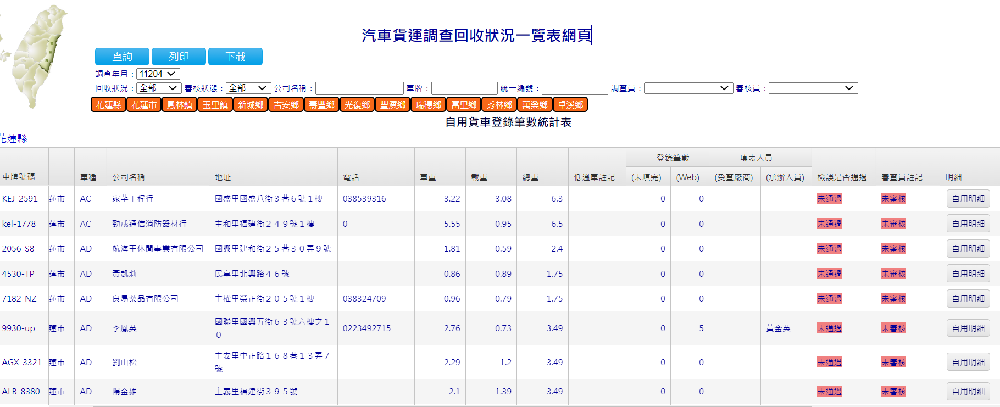 汽車貨運調查回收狀況一覽表網頁
查詢 列印 下載
調查年月：11204
回收狀況：全部 審核狀態：全部 公司名稱： 車牌： 統一編號： 調查員： 審核員：
花蓮縣 花蓮市 鳳林鎮 玉里鎮 新城鄉 吉安鄉 壽豐鄉 光復鄉 豐濱鄉 瑞穗鄉 富里鄉 秀林鄉 萬榮鄉 卓溪鄉
自用貨車登錄筆數統計表
花蓮縣
登錄筆數 填表人員
車牌號碼 車種 公司名稱 地址 電話 車重 載重 總重 低溫車註記 (未填完) (Web) (受查廠商) (承辦人員) 檢誤是否通過 審查員註記 明細
KEJ-2591 蓮市 AC 家芊工程行 國盛里國盛八街３巷６號１樓 038539316 3.22 3.08 6.3 0 0 未通過 未審核 自用明細
kel-1778 蓮市 AC 勁成通信消防器材行 主和里福建街２４９號１樓 0 5.55 0.95 6.5 0 0 未通過 未審核 自用明細
2056-S8 蓮市 AD 航海王休閒事業有限公司 國興里建和街２５巷３０弄９號 1.81 0.59 2.4 0 0 未通過 未審核 自用明細
4530-TP 蓮市 AD 黃凱莉 民享里北興路４６號 0.86 0.89 1.75 0 0 未通過 未審核 自用明細
7182-NZ 蓮市 AD 良易藥品有限公司 主權里榮正街２０５號１樓 038324709 0.96 0.79 1.75 0 0 未通過 未審核 自用明細
國聯里國興五街６３號六樓之１
9930-up 蓮市 AD 李鳳英 0223492715 2.76 0.73 3.49 0 5 黃金英 未通過 未審核 自用明細
０
主安里中正路１６８巷１３弄７
AGX-3321 蓮市 AD 劉山松 2.29 1.2 3.49 0 0 未通過 未審核 自用明細
號
ALB-8380 蓮市 AD 陽金雄 主義里福建街３９５號 2.1 1.39 3.49 0 0 未通過 未審核 自用明細